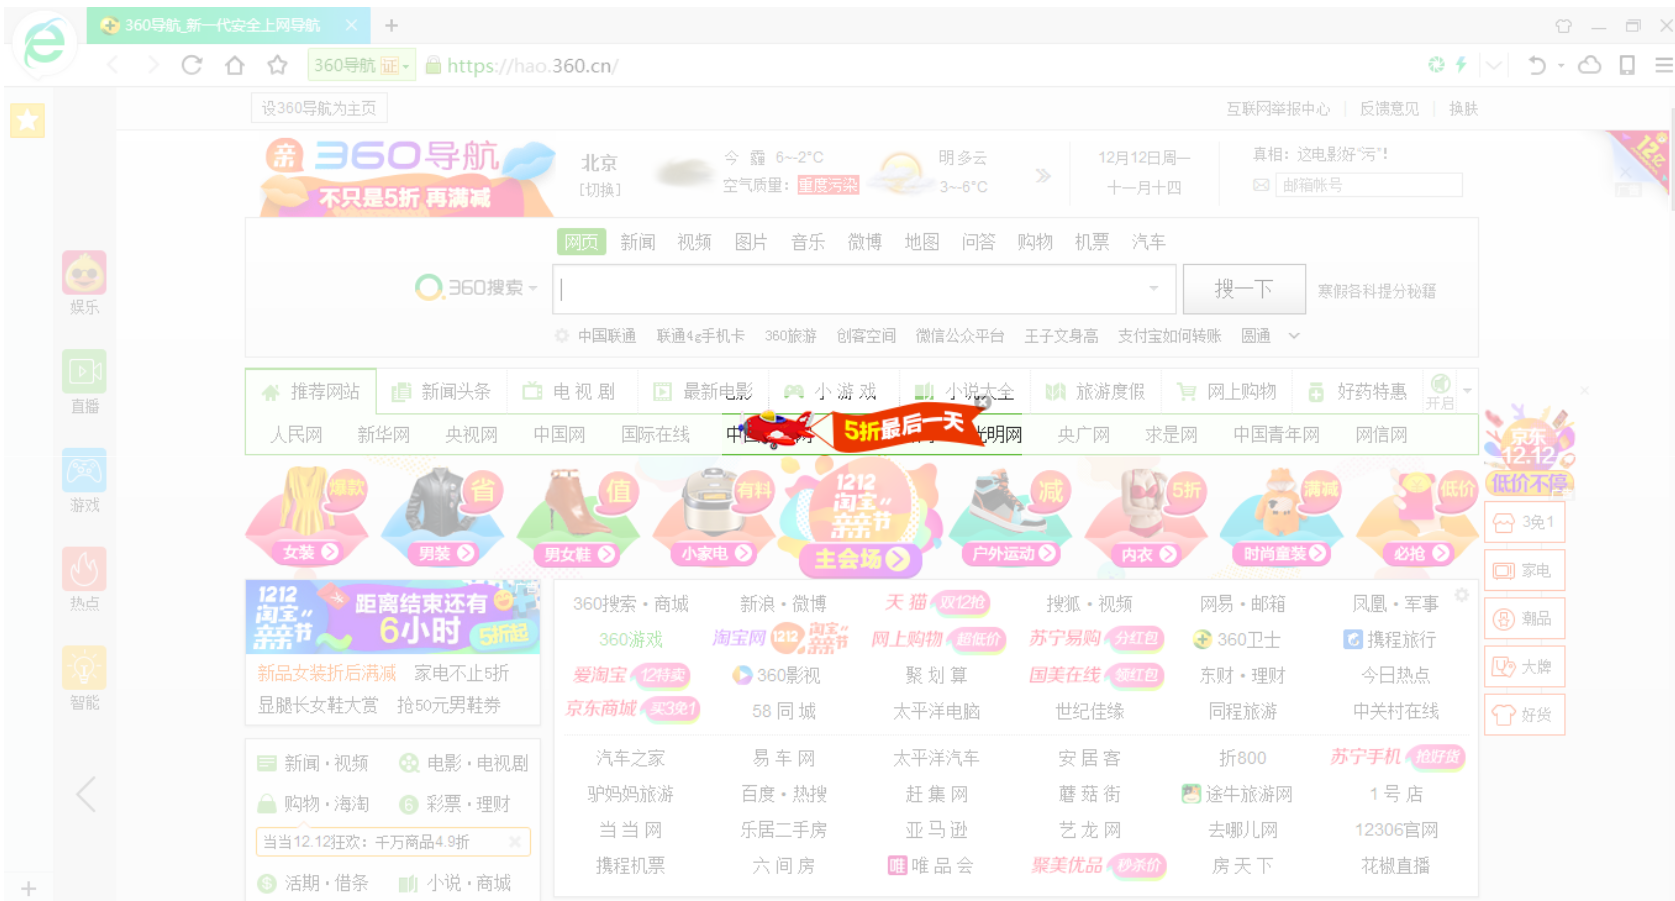 360导航_新一代安全上网导航
360导航 证 https://hao.360.cn/
设360导航为主页 互联网举报中心 反馈意见 换肤
亲 360导航
不只是5折 再满减
北京
[切换]
今 霾 6~-2°C
空气质量：重度污染
明 多云
3~-6°C
12月12日周一
十一月十四
真相：这电影好“污”!
邮箱帐号
12亿
网页 新闻 视频 图片 音乐 微博 地图 问答 购物 机票 汽车
360搜索 搜一下 寒假各科提分秘籍
中国联通 联通4g手机卡 360旅游 创客空间 微信公众平台 王子文身高 支付宝如何转账 圆通
推荐网站 新闻头条 电视剧 最新电影 小游戏 小说大全 旅游度假 网上购物 好药特惠 开启
人民网 新华网 央视网 中国网 国际在线 光明网 央广网 求是网 中国青年网 网信网
5折最后一天
娱乐
直播
游戏
热点
智能
爆款 女装
省 男装
值 男女鞋
有料 小家电
1212 淘宝亲亲节 主会场
减 户外运动
5折 内衣
满减 时尚童装
低价 必抢
京东
12.12
低价不停
3免1
家电
潮品
大牌
好货
1212 淘宝亲亲节 距离结束还有
6小时 5折起
新品女装折后满减 家电不止5折
显腿长女鞋大赏 抢50元男鞋券
新闻·视频 电影·电视剧
购物·海淘 彩票·理财
当当12.12狂欢：千万商品4.9折
活期·借条 小说·商城
360搜索·商城 新浪·微博 天猫 双12抢 搜狐·视频 网易·邮箱 凤凰·军事
360游戏 淘宝网 1212 淘宝亲亲节 网上购物 超低价 苏宁易购 分红包 360卫士 携程旅行
爱淘宝 12特卖 360影视 聚划算 国美在线 领红包 东财·理财 今日热点
京东商城 买3免1 58同城 太平洋电脑 世纪佳缘 同程旅游 中关村在线
汽车之家 易车网 太平洋汽车 安居客 折800 苏宁手机 抢好货
驴妈妈旅游 百度·热搜 赶集网 蘑菇街 途牛旅游网 1号店
当当网 乐居二手房 亚马逊 艺龙网 去哪儿网 12306官网
携程机票 六间房 唯 唯品会 聚美优品 秒杀价 房天下 花椒直播